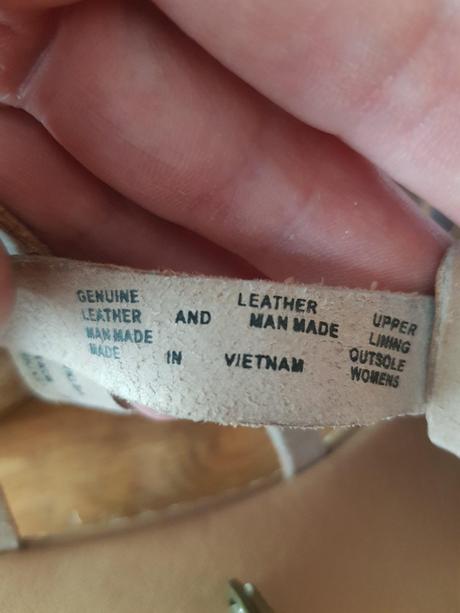 GENUINE LEATHER UPPER
LEATHER AND MAN MADE LINING
MAN MADE OUTSOLE
MADE IN VIETNAM WOMENS